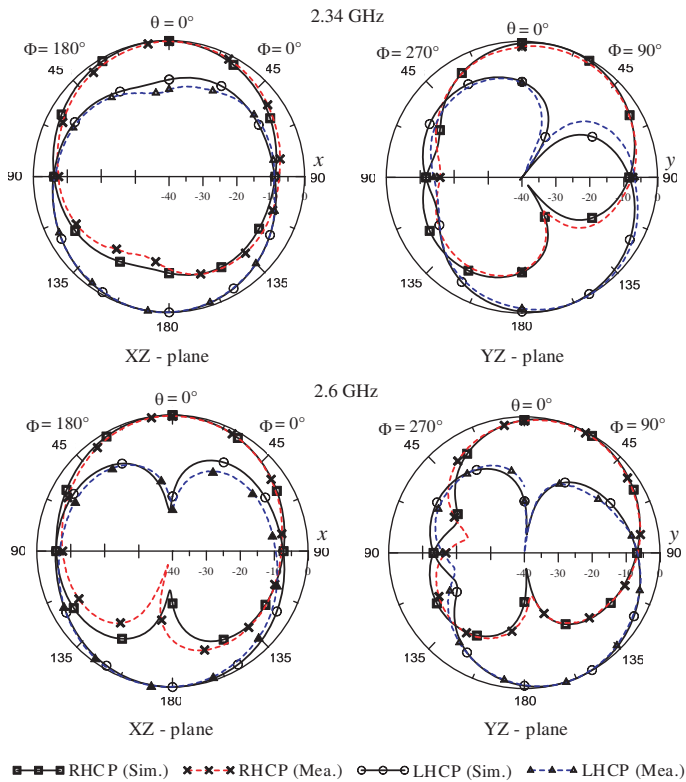 2.34 GHz
θ = 0°
Φ = 180°
Φ = 0°
45
45
x
90
90
-40
-30
-20
-10
0
135
135
180
XZ - plane
θ = 0°
Φ = 270°
Φ = 90°
45
45
y
90
90
-40
-30
-20
-10
0
135
135
180
YZ - plane
2.6 GHz
θ = 0°
Φ = 180°
Φ = 0°
45
45
x
90
90
-40
-30
-20
-10
0
135
135
180
XZ - plane
θ = 0°
Φ = 270°
Φ = 90°
45
45
y
90
90
-40
-30
-20
-10
0
135
135
180
YZ - plane
RHCP (Sim.) RHCP (Mea.) LHCP (Sim.) LHCP (Mea.)